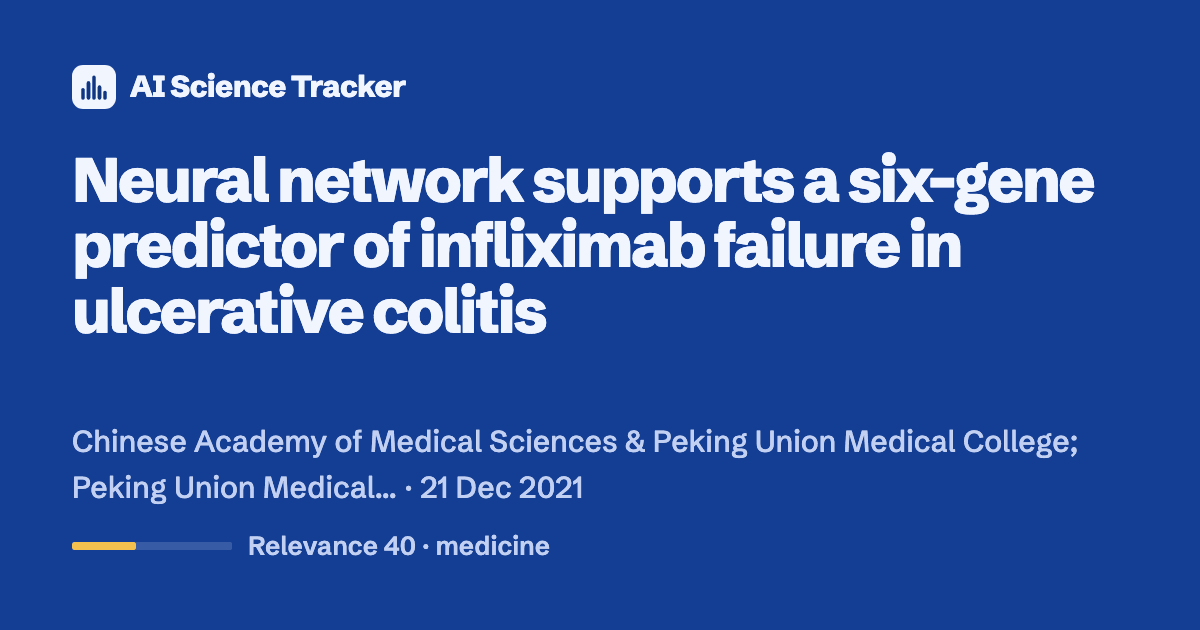 AI Science Tracker
Neural network supports a six-gene
predictor of infliximab failure in
ulcerative colitis
Chinese Academy of Medical Sciences & Peking Union Medical College;
Peking Union Medical... · 21 Dec 2021
Relevance 40 · medicine